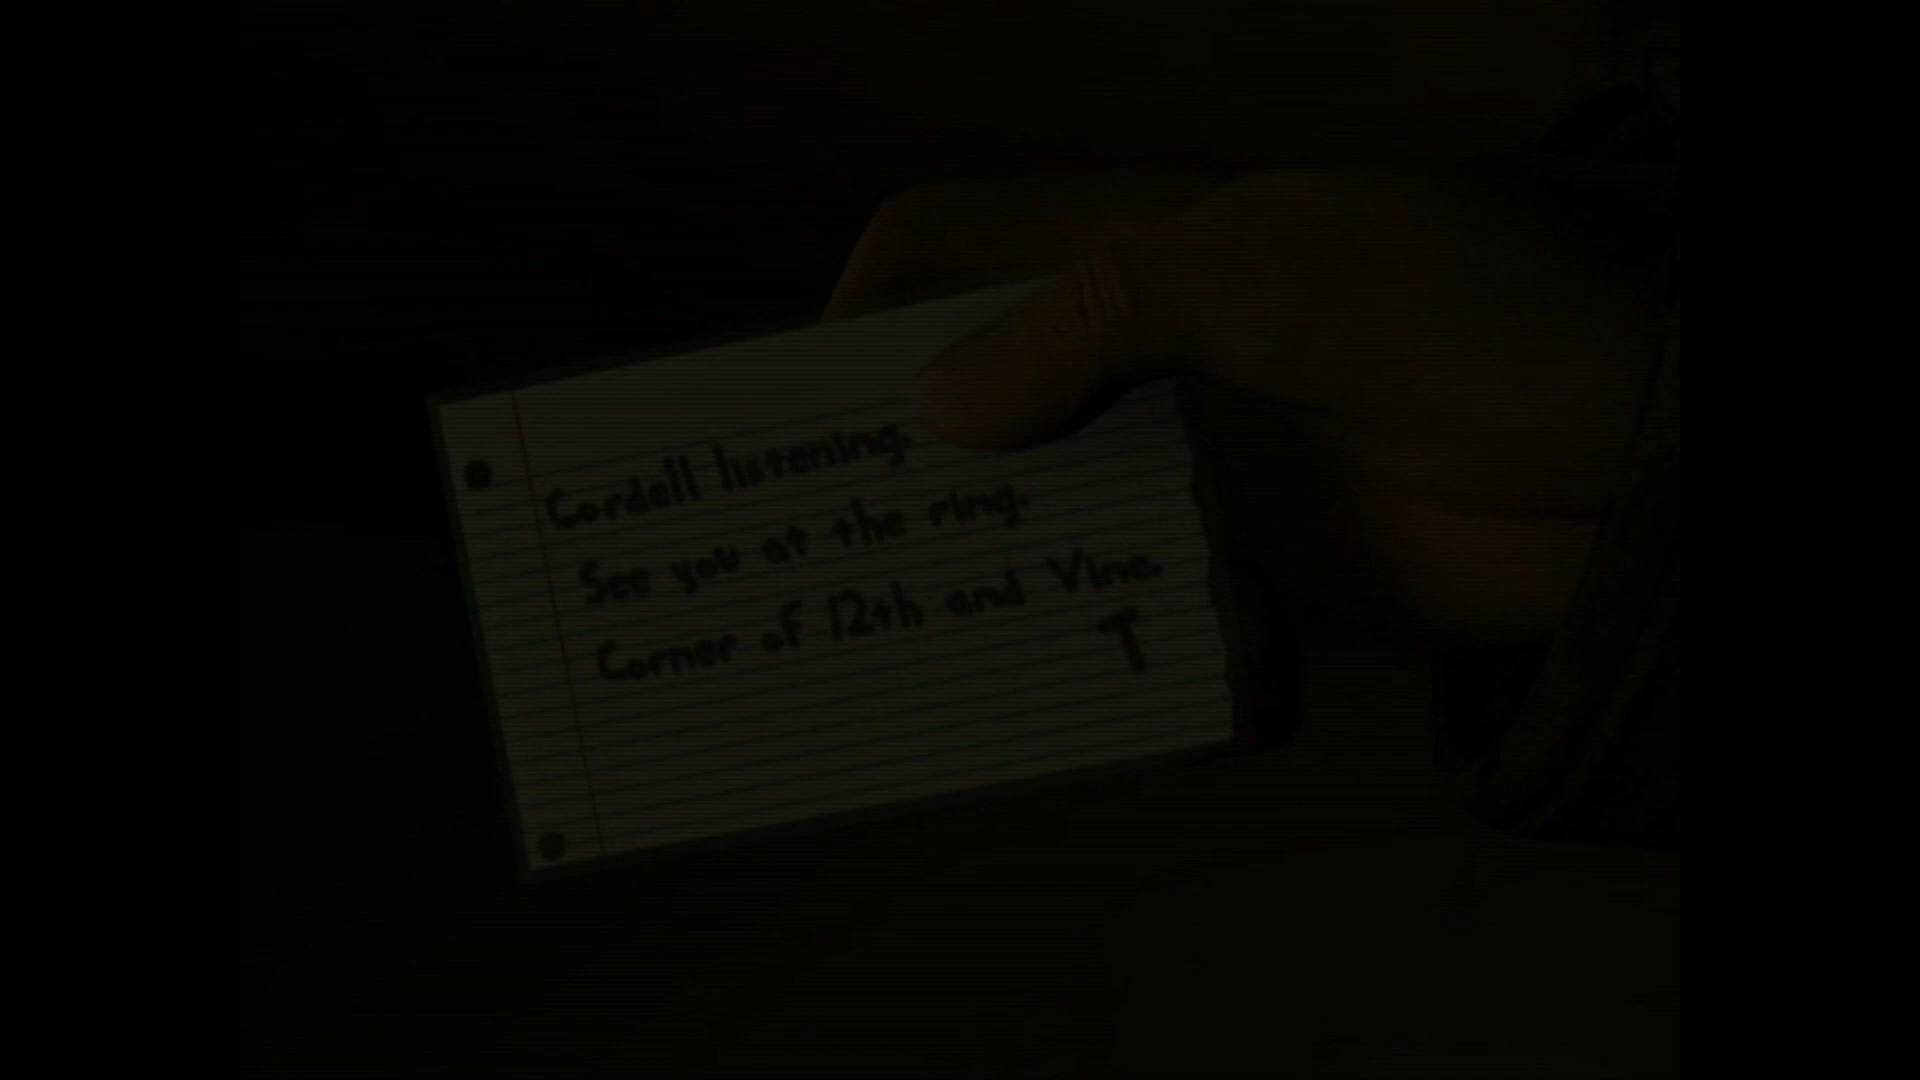 Cordell listening.
See you at the ring.
Corner of 12th and Vine.
T